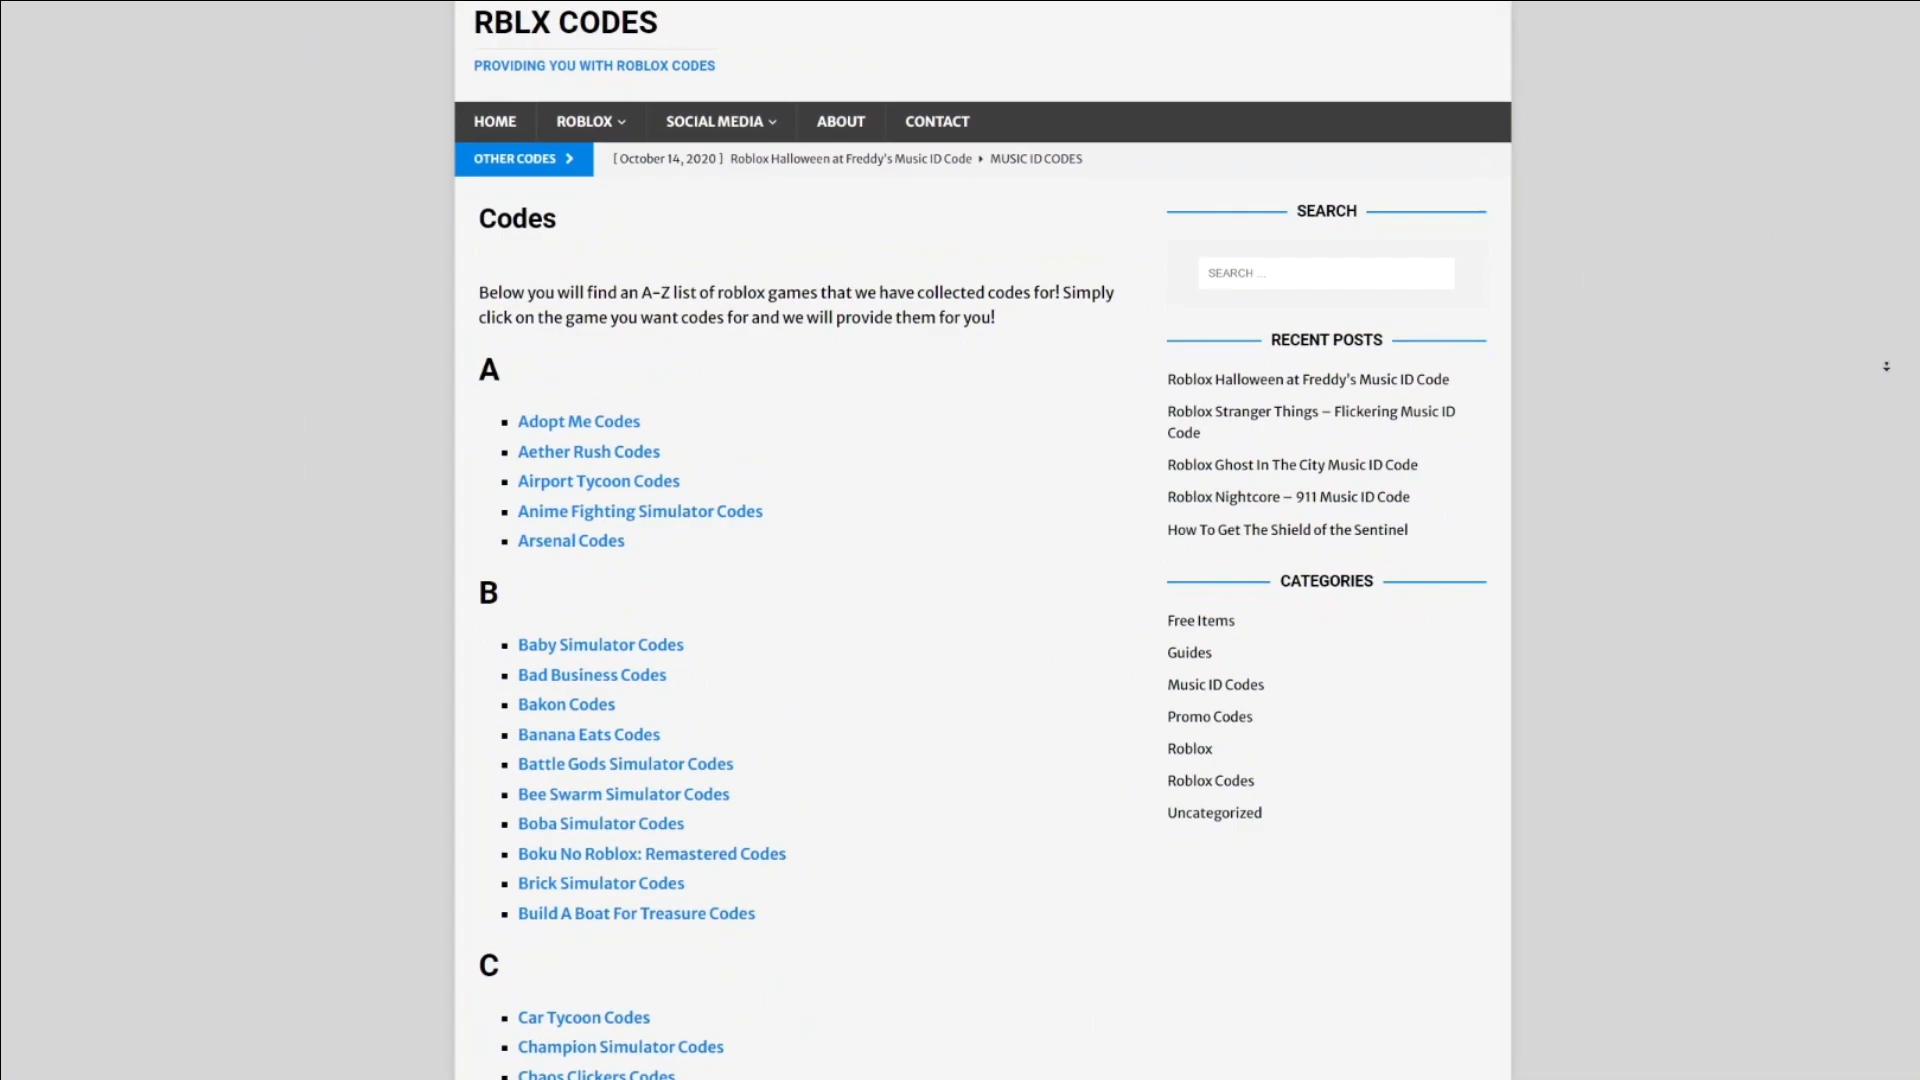 RBLX CODES
PROVIDING YOU WITH ROBLOX CODES
HOME ROBLOX SOCIAL MEDIA ABOUT CONTACT
OTHER CODES [ October 14, 2020 ] Roblox Halloween at Freddy's Music ID Code MUSIC ID CODES
Codes
Below you will find an A-Z list of roblox games that we have collected codes for! Simply
click on the game you want codes for and we will provide them for you!
A
Adopt Me Codes
Aether Rush Codes
Airport Tycoon Codes
Anime Fighting Simulator Codes
Arsenal Codes
B
Baby Simulator Codes
Bad Business Codes
Bakon Codes
Banana Eats Codes
Battle Gods Simulator Codes
Bee Swarm Simulator Codes
Boba Simulator Codes
Boku No Roblox: Remastered Codes
Brick Simulator Codes
Build A Boat For Treasure Codes
C
Car Tycoon Codes
Champion Simulator Codes
Chaos Clickers Codes
SEARCH
SEARCH ...
RECENT POSTS
Roblox Halloween at Freddy's Music ID Code
Roblox Stranger Things – Flickering Music ID
Code
Roblox Ghost In The City Music ID Code
Roblox Nightcore – 911 Music ID Code
How To Get The Shield of the Sentinel
CATEGORIES
Free Items
Guides
Music ID Codes
Promo Codes
Roblox
Roblox Codes
Uncategorized